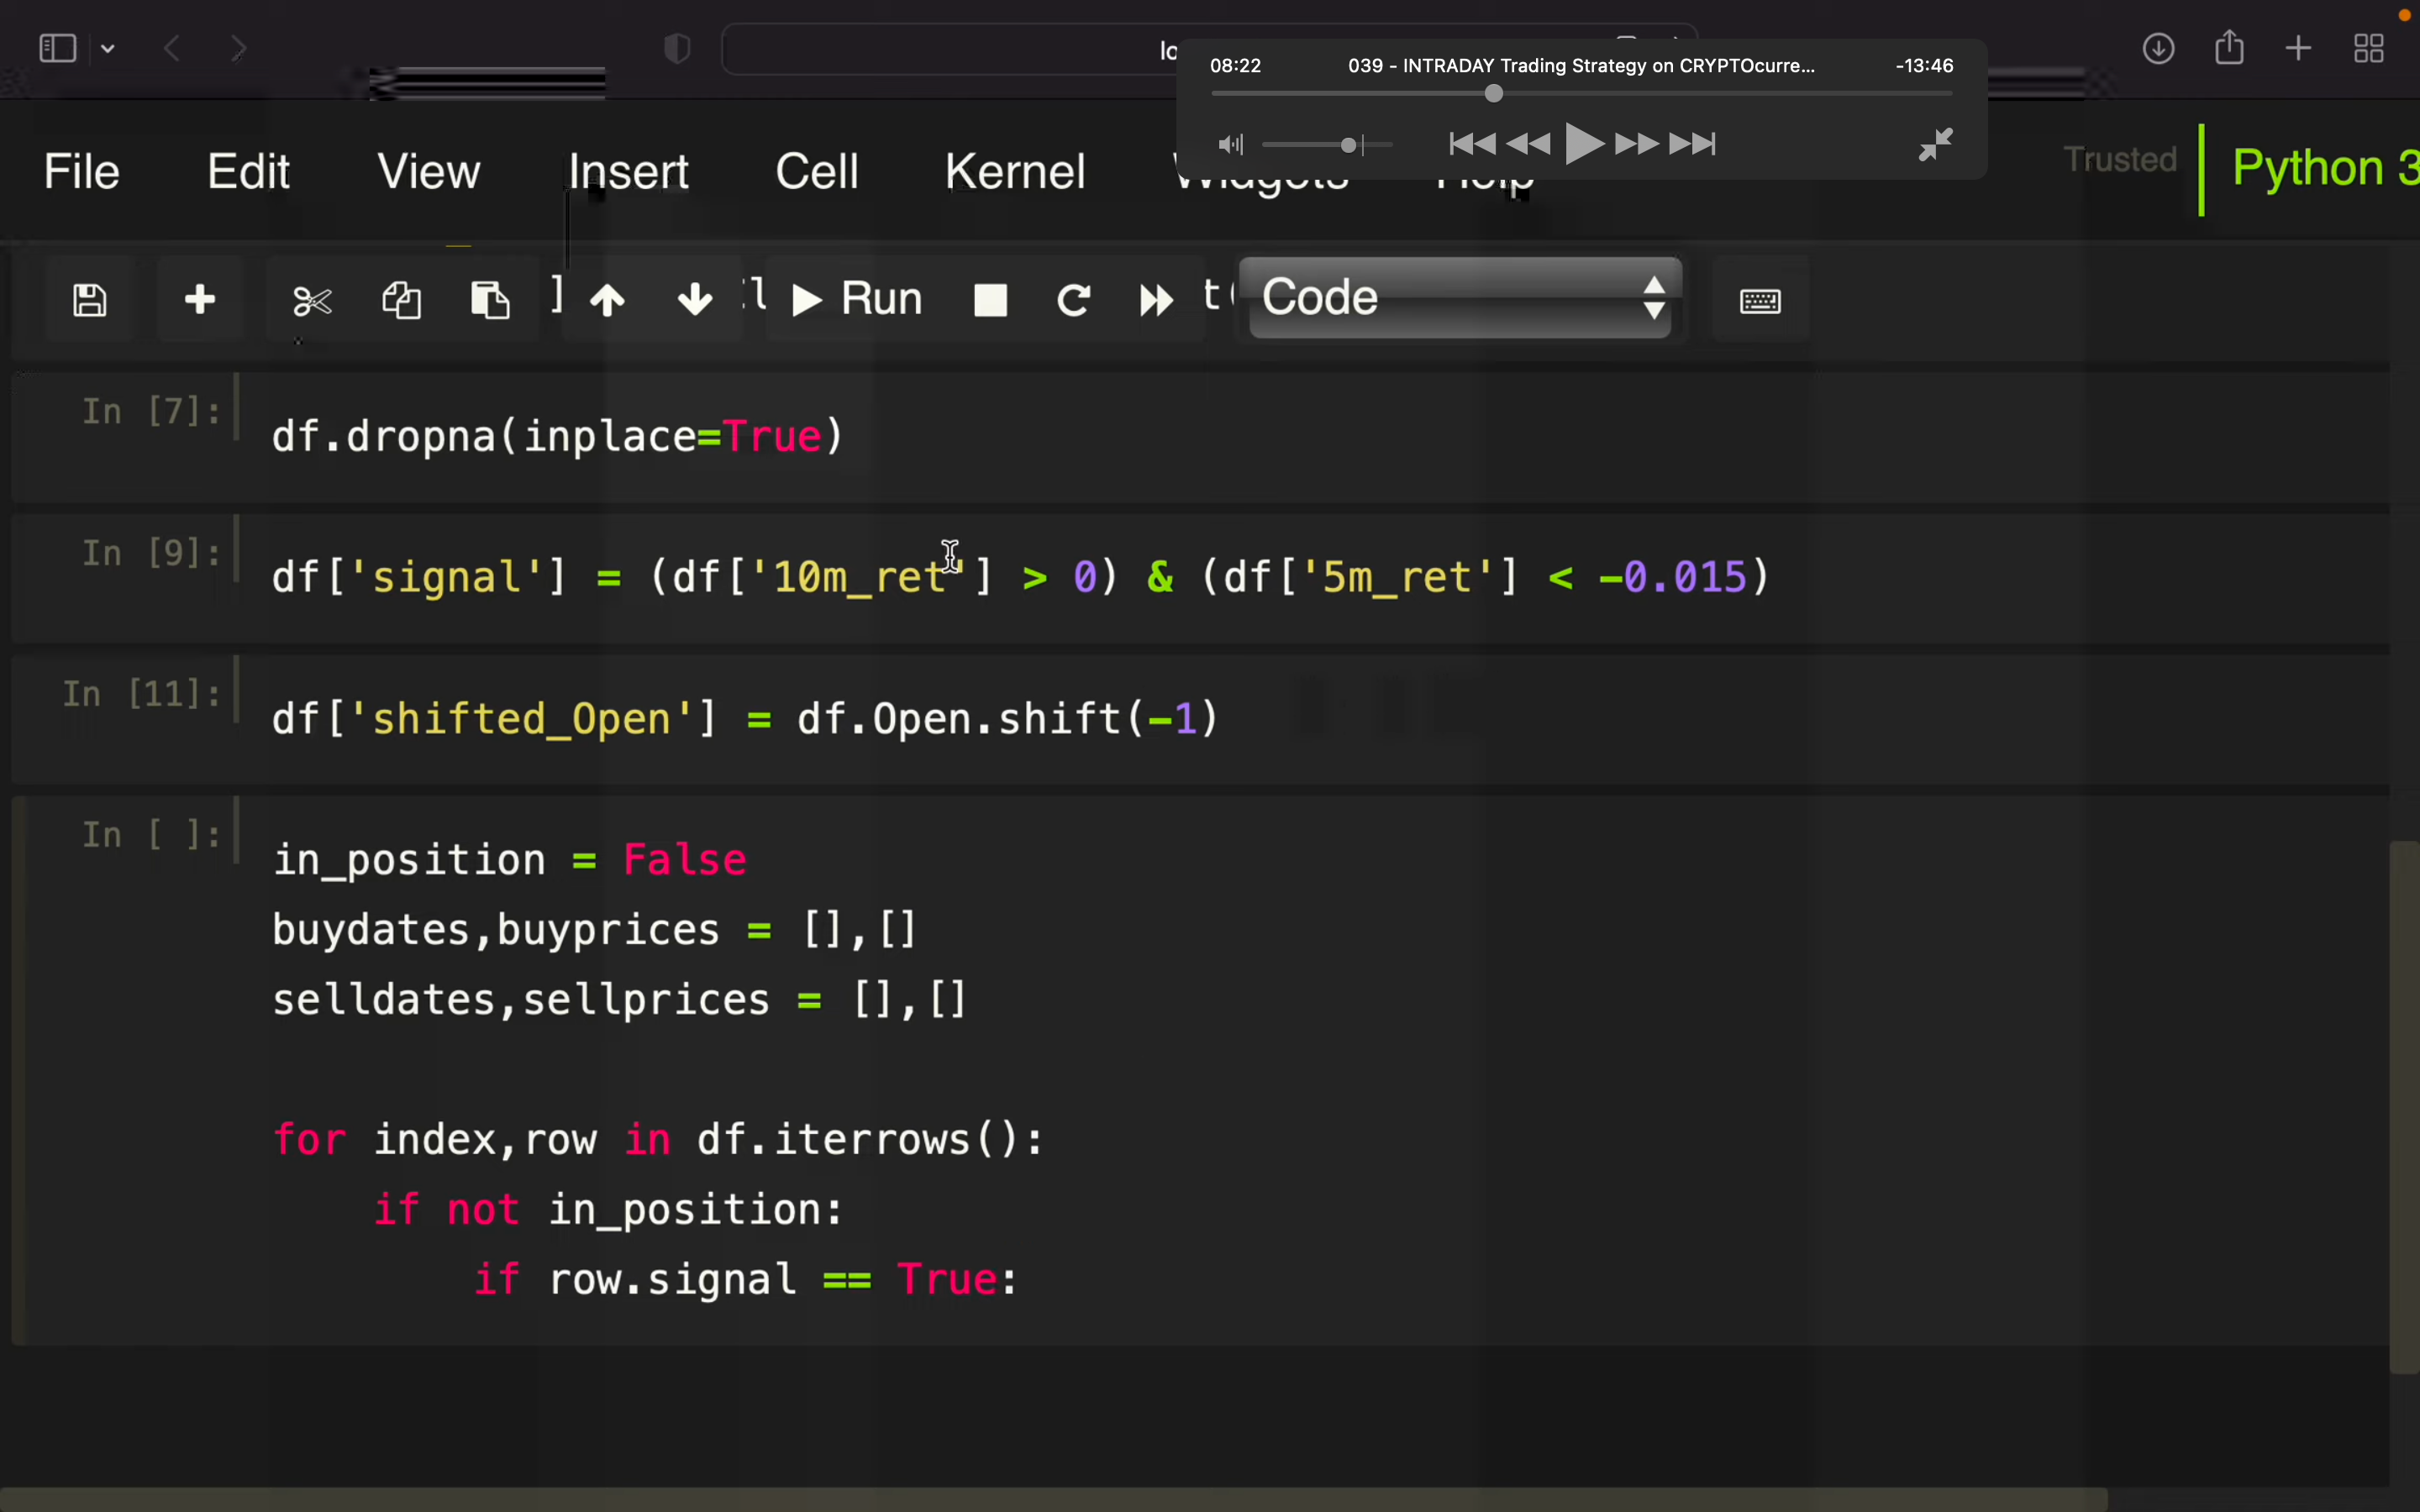 lo
08:22 039 - INTRADAY Trading Strategy on CRYPTOcurre... -13:46
File Edit View Insert Cell Kernel Widgets Help Trusted Python 3
Run Code
In [7]: df.dropna(inplace=True)
In [9]: df['signal'] = (df['10m_ret'] > 0) & (df['5m_ret'] < -0.015)
In [11]: df['shifted_Open'] = df.Open.shift(-1)
In [ ]: in_position = False
buydates,buyprices = [],[]
selldates,sellprices = [],[]
for index,row in df.iterrows():
if not in_position:
if row.signal == True: